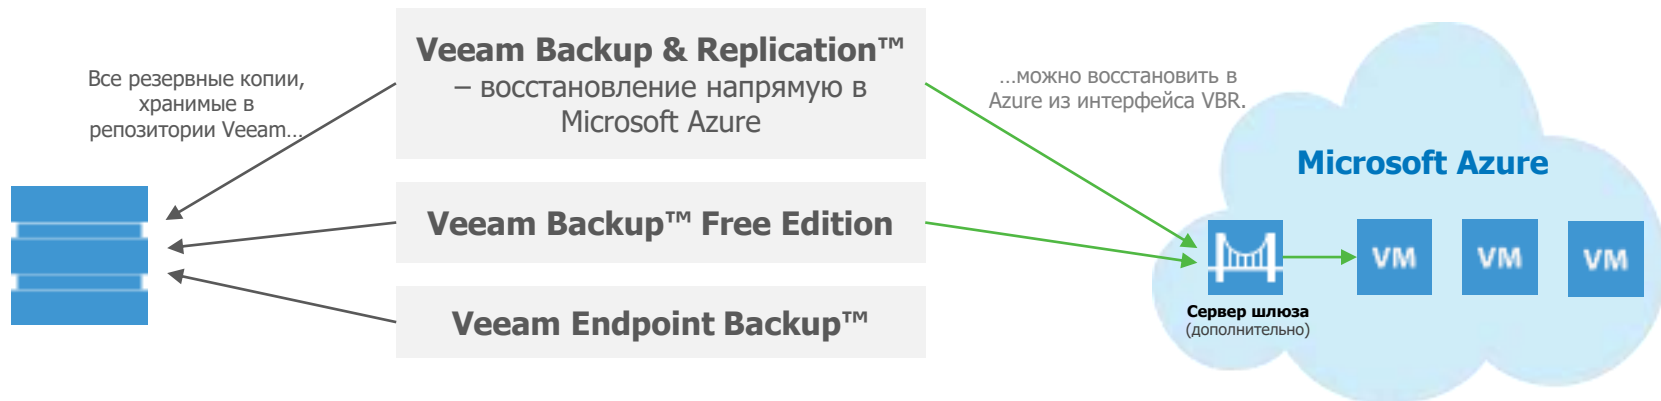 Все резервные копии,
хранимые в
репозитории Veeam…
Veeam Backup & Replication™
– восстановление напрямую в
Microsoft Azure
Veeam Backup™ Free Edition
Veeam Endpoint Backup™
…можно восстановить в
Azure из интерфейса VBR.
Microsoft Azure
VM
VM
VM
Сервер шлюза
(дополнительно)